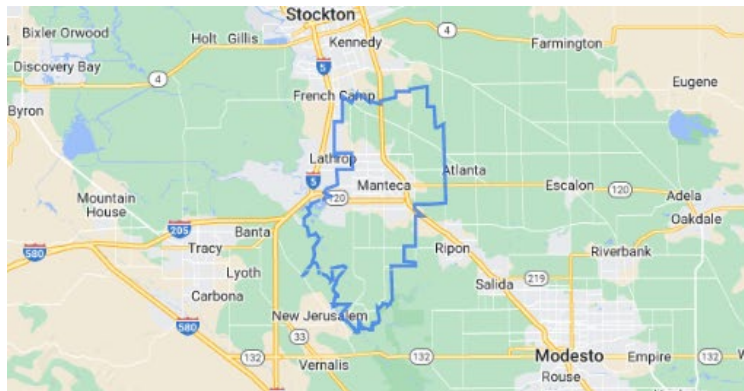 Stockton
Bixler Orwood
Holt
Gillis
Kennedy
4
Farmington
5
Discovery Bay
4
Eugene
French Camp
Byron
Lathrop
Atlanta
5
Manteca
Escalon
120
Mountain
House
120
Adela
Oakdale
205
Banta
Tracy
580
Ripon
Riverbank
Lyoth
219
Salida
Carbona
New Jerusalem
580
33
132
Vernalis
132
Modesto
Empire
132
Rouse